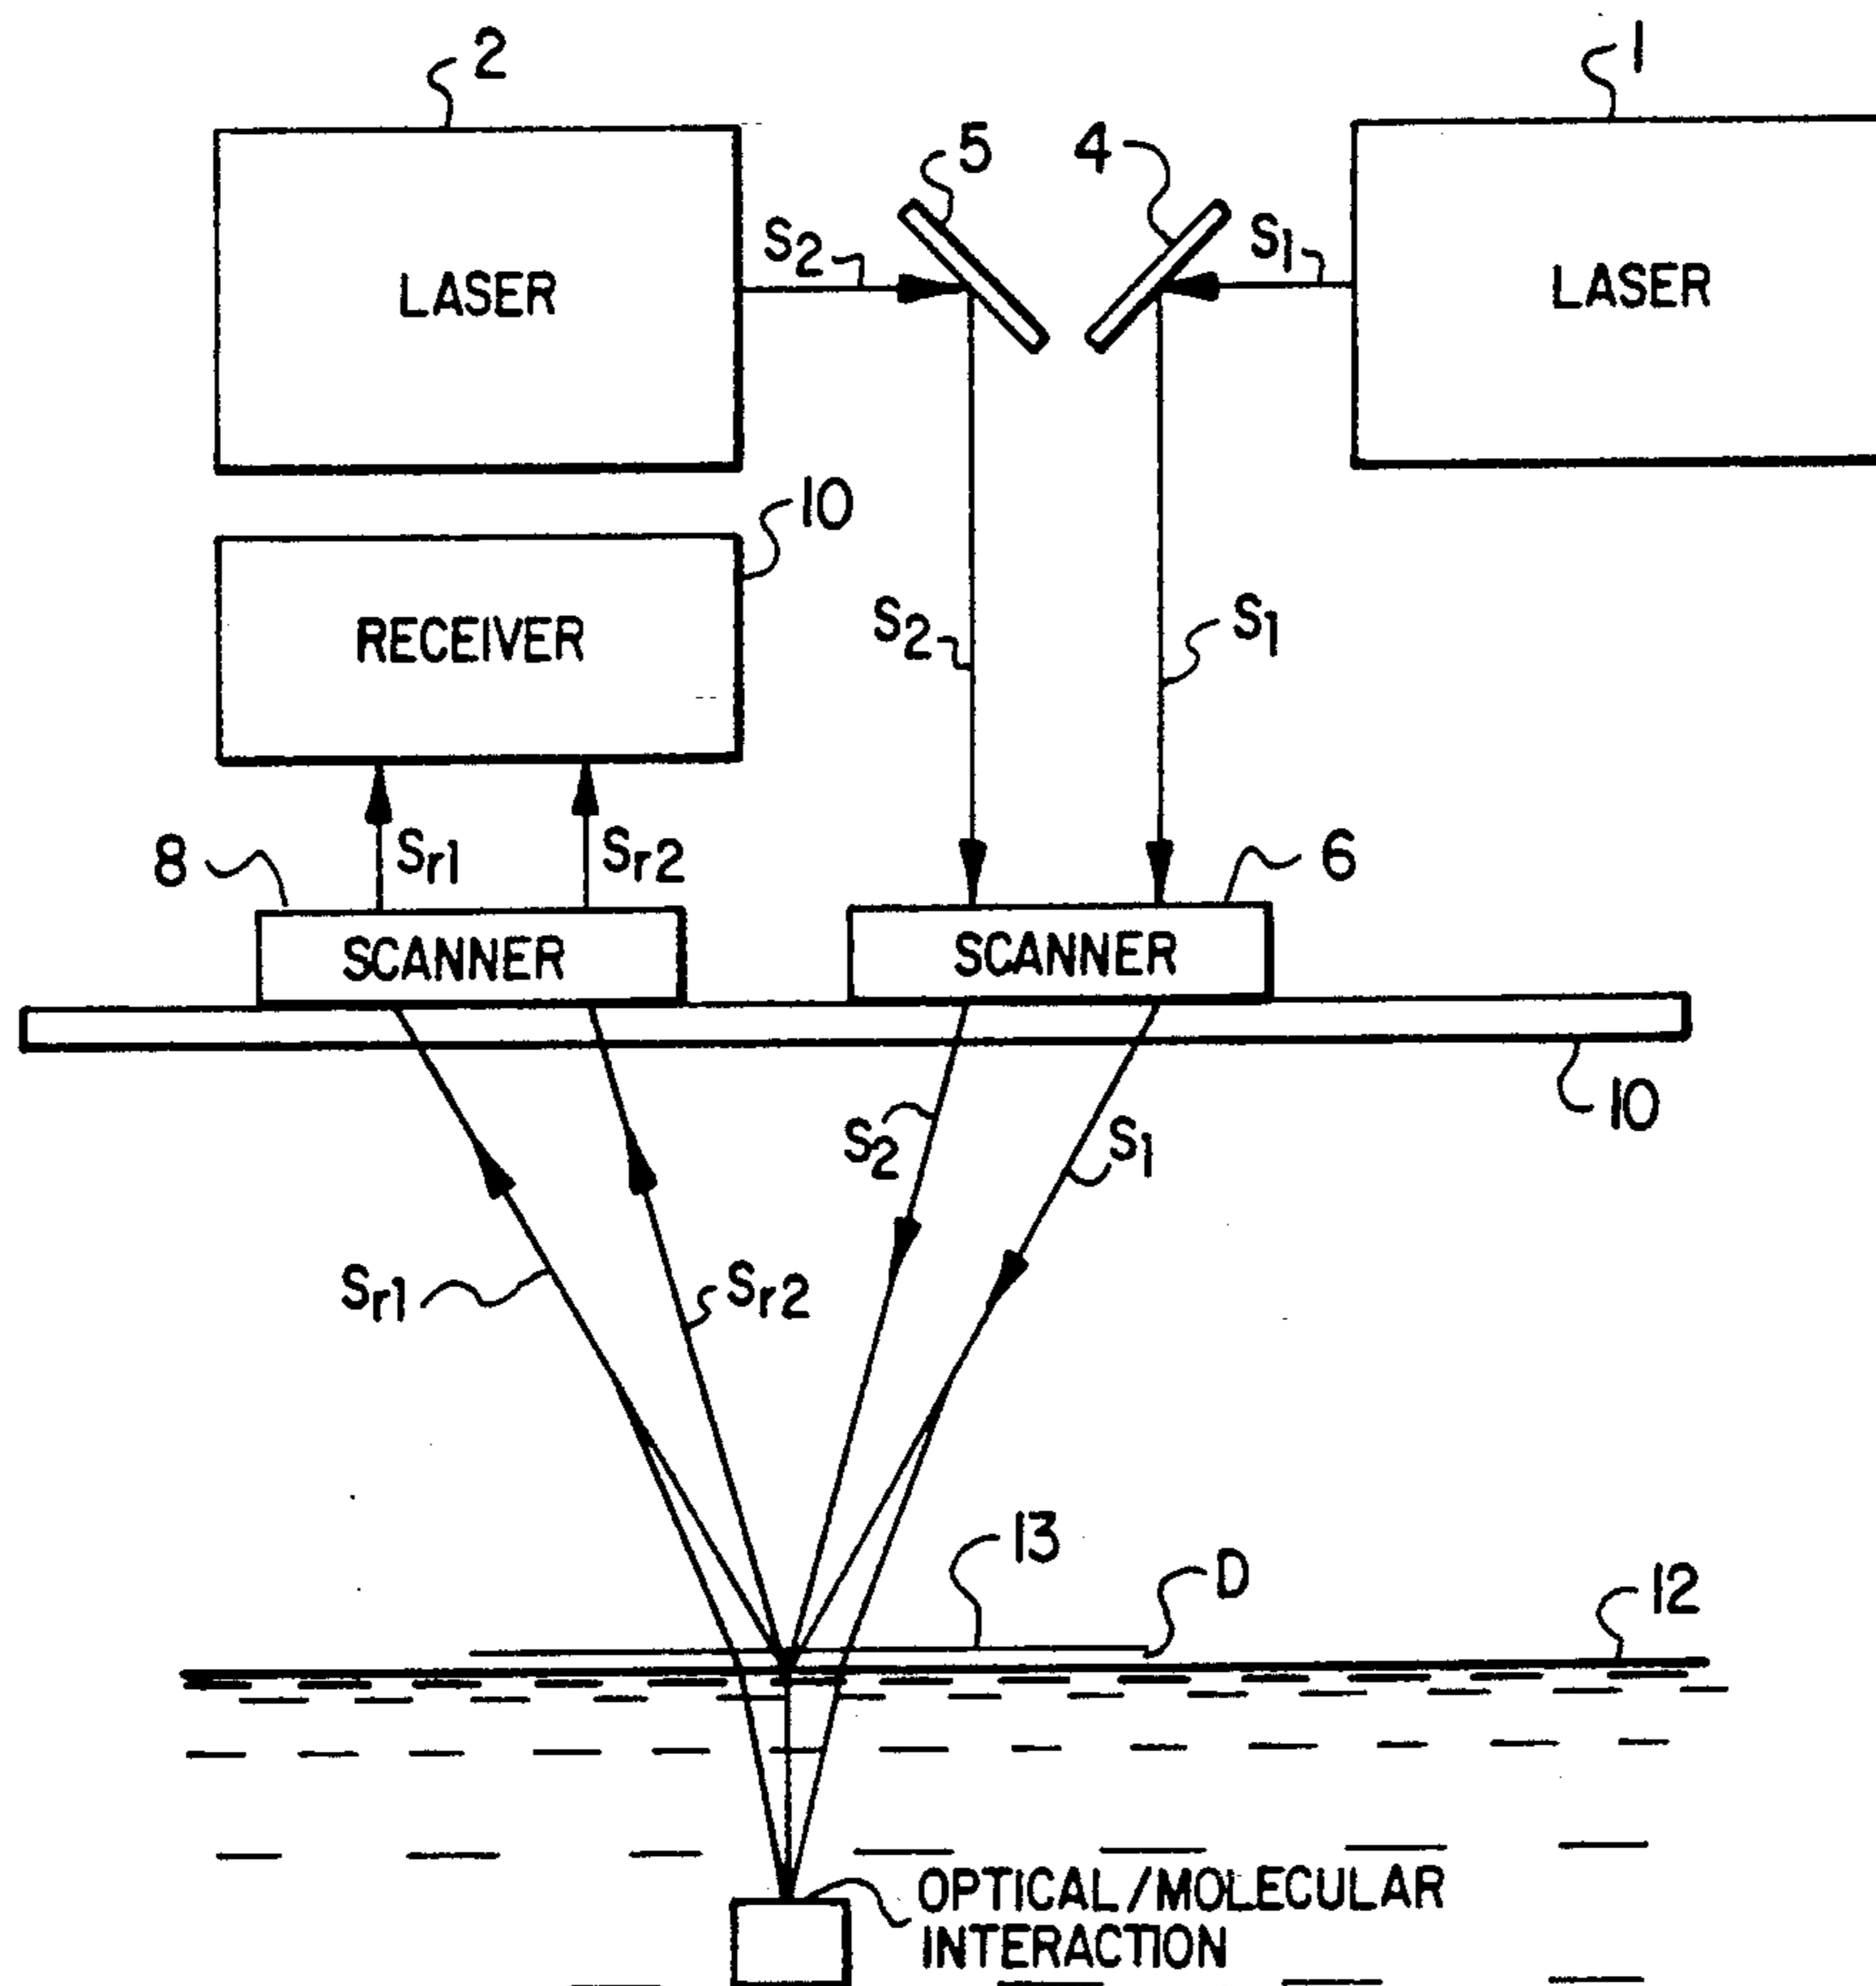 2
1
5
4
S2
S1
LASER
LASER
10
RECEIVER
S2
S1
8
Sr1
Sr2
6
SCANNER
SCANNER
10
S2
S1
Sr1
Sr2
13
D
12
OPTICAL/MOLECULAR
INTERACTION